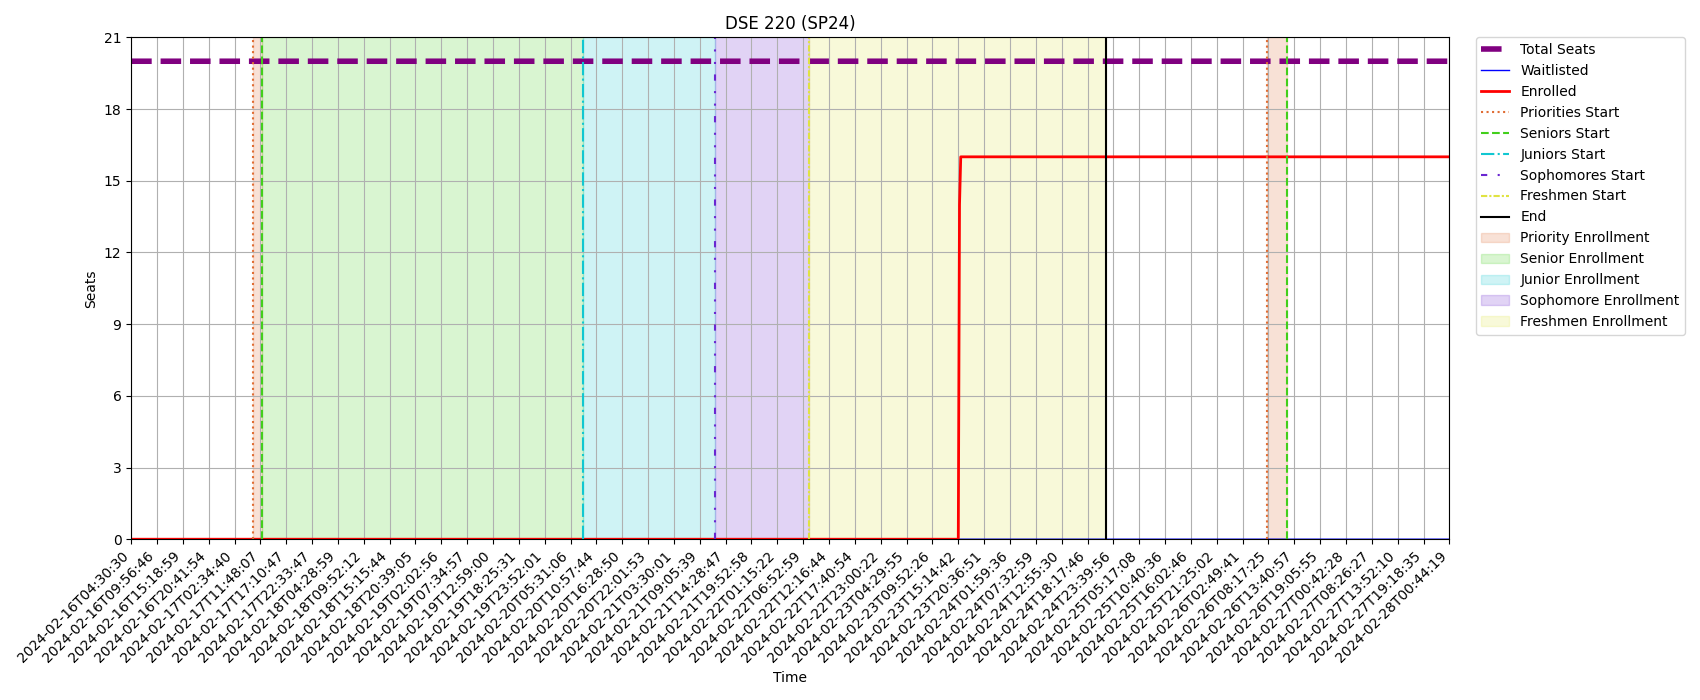 DSE 220 (SP24)
21
18
15
12
9
6
3
0
Seats
2024-02-16T04:30:30
2024-02-16T09:56:46
2024-02-16T15:18:59
2024-02-16T20:41:54
2024-02-17T02:34:40
2024-02-17T11:48:07
2024-02-17T17:10:47
2024-02-17T22:33:47
2024-02-18T04:28:59
2024-02-18T09:52:12
2024-02-18T15:15:44
2024-02-18T20:39:05
2024-02-19T02:02:56
2024-02-19T07:34:57
2024-02-19T12:59:00
2024-02-19T18:25:31
2024-02-19T23:52:01
2024-02-20T05:31:06
2024-02-20T10:57:44
2024-02-20T16:28:50
2024-02-20T22:01:53
2024-02-21T03:30:01
2024-02-21T09:05:39
2024-02-21T14:28:47
2024-02-21T19:52:58
2024-02-22T01:15:22
2024-02-22T06:52:59
2024-02-22T12:16:44
2024-02-22T17:40:54
2024-02-22T23:00:22
2024-02-23T04:29:55
2024-02-23T09:52:26
2024-02-23T15:14:42
2024-02-23T20:36:51
2024-02-24T01:59:36
2024-02-24T07:32:59
2024-02-24T12:55:30
2024-02-24T18:17:46
2024-02-24T23:39:56
2024-02-25T05:17:08
2024-02-25T10:40:36
2024-02-25T16:02:46
2024-02-25T21:25:02
2024-02-26T02:49:41
2024-02-26T08:17:25
2024-02-26T13:40:57
2024-02-26T19:05:55
2024-02-27T00:42:28
2024-02-27T08:26:27
2024-02-27T13:52:10
2024-02-27T19:18:35
2024-02-28T00:44:19
Time
Total Seats
Waitlisted
Enrolled
Priorities Start
Seniors Start
Juniors Start
Sophomores Start
Freshmen Start
End
Priority Enrollment
Senior Enrollment
Junior Enrollment
Sophomore Enrollment
Freshmen Enrollment